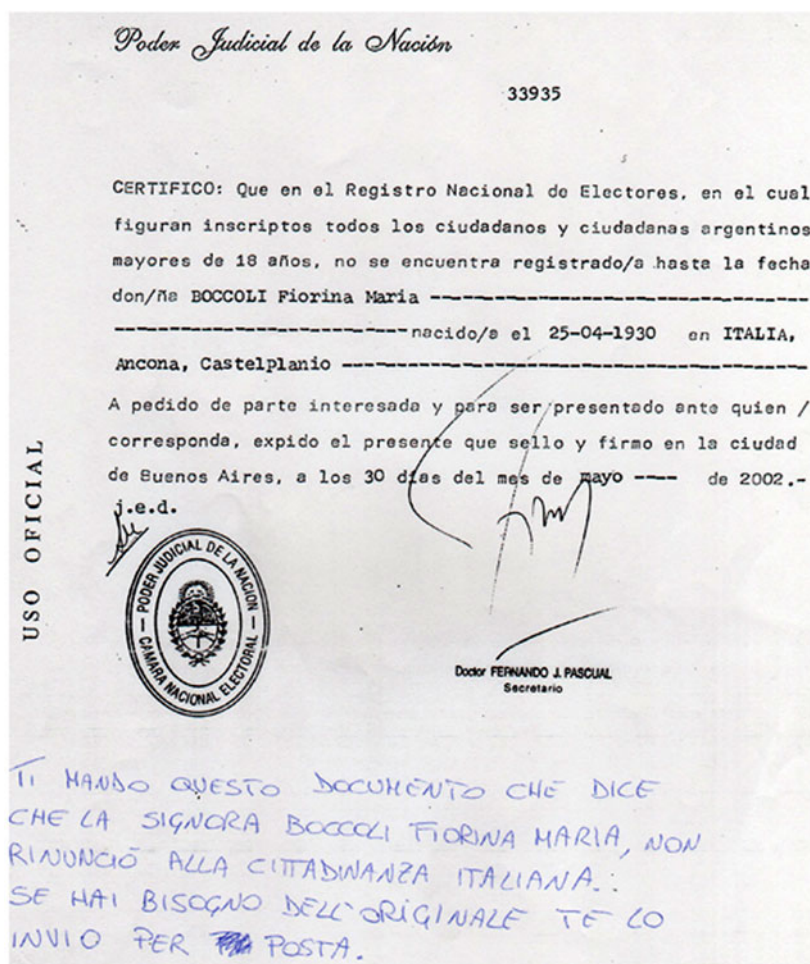 Poder Judicial de la Nación
33935
CERTIFICO: Que en el Registro Nacional de Electores, en el cual
figuran inscriptos todos los ciudadanos y ciudadanas argentinos
mayores de 18 años, no se encuentra registrado/a hasta la fecha
don/ña BOCCOLI Fiorina Maria -----------------------------------
---------------------------nacido/a el 25-04-1930 en ITALIA,
Ancona, Castelplanio -------------------------------------------
A pedido de parte interesada y para ser presentado ante quien /
corresponda, expido el presente que sello y firmo en la ciudad
de Buenos Aires, a los 30 días del mes de mayo ---- de 2002.-
j.e.d.
USO OFICIAL
PODER JUDICIAL DE LA NACION
CAMARA NACIONAL ELECTORAL
Doctor FERNANDO J. PASCUAL
Secretario
TI MANDO QUESTO DOCUMENTO CHE DICE
CHE LA SIGNORA BOCCOLI FIORINA MARIA, NON
RINUNCIÓ ALLA CITTADINANZA ITALIANA.
SE HAI BISOGNO DELL'ORIGINALE TE LO
INVIO PER POSTA.